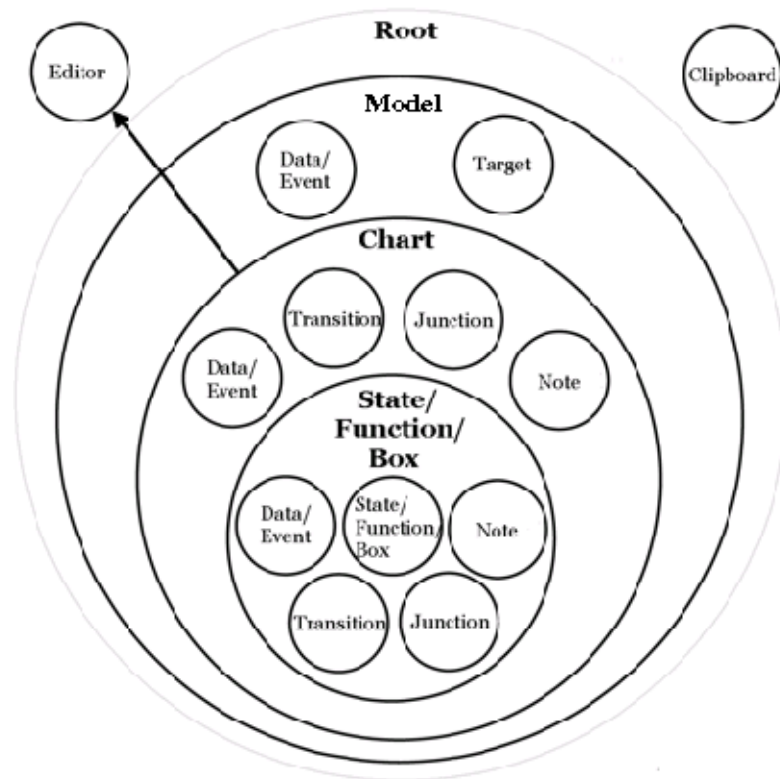 Root
Editor
Clipboard
Model
Data/
Event
Target
Chart
Transition
Junction
Data/
Event
Note
State/
Function/
Box
Data/
Event
State/
Function/
Box
Note
Transition
Junction